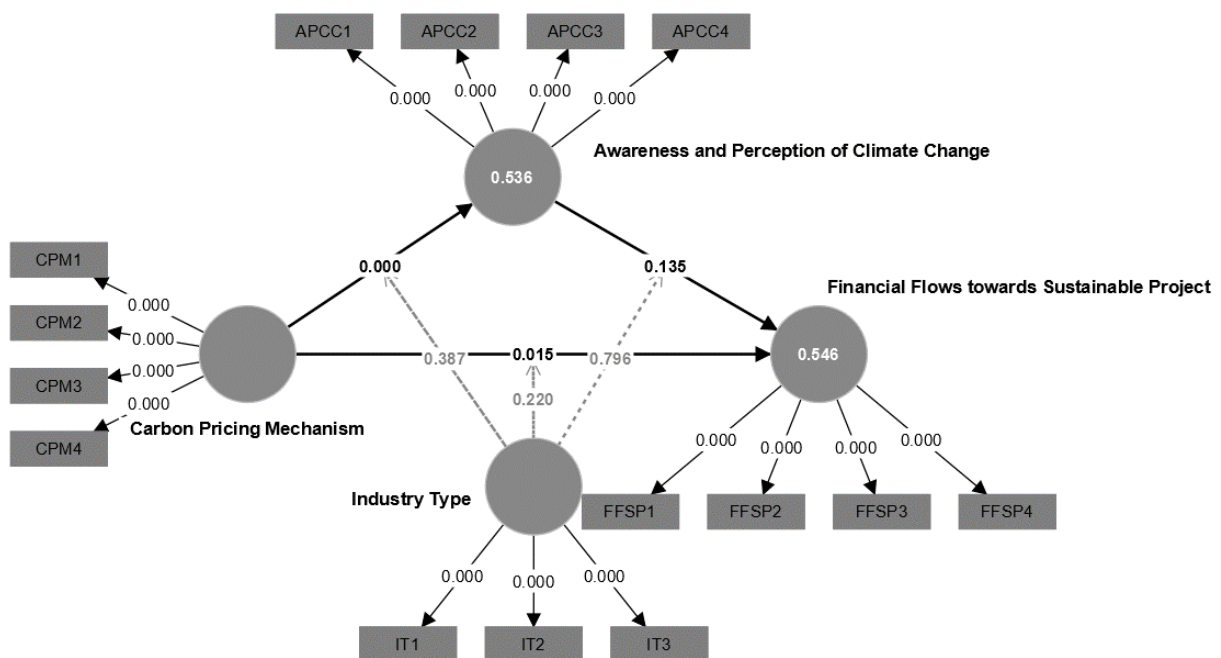 APCC1 APCC2 APCC3 APCC4
0.000 0.000 0.000 0.000
Awareness and Perception of Climate Change
0.536
CPM1
CPM2
CPM3
CPM4
0.000
0.000
0.000
0.000
Carbon Pricing Mechanism
0.000
0.135
Financial Flows towards Sustainable Project
0.546
0.387 0.015 0.796
0.220
Industry Type
0.000 0.000 0.000 0.000
FFSP1 FFSP2 FFSP3 FFSP4
0.000 0.000 0.000
IT1 IT2 IT3